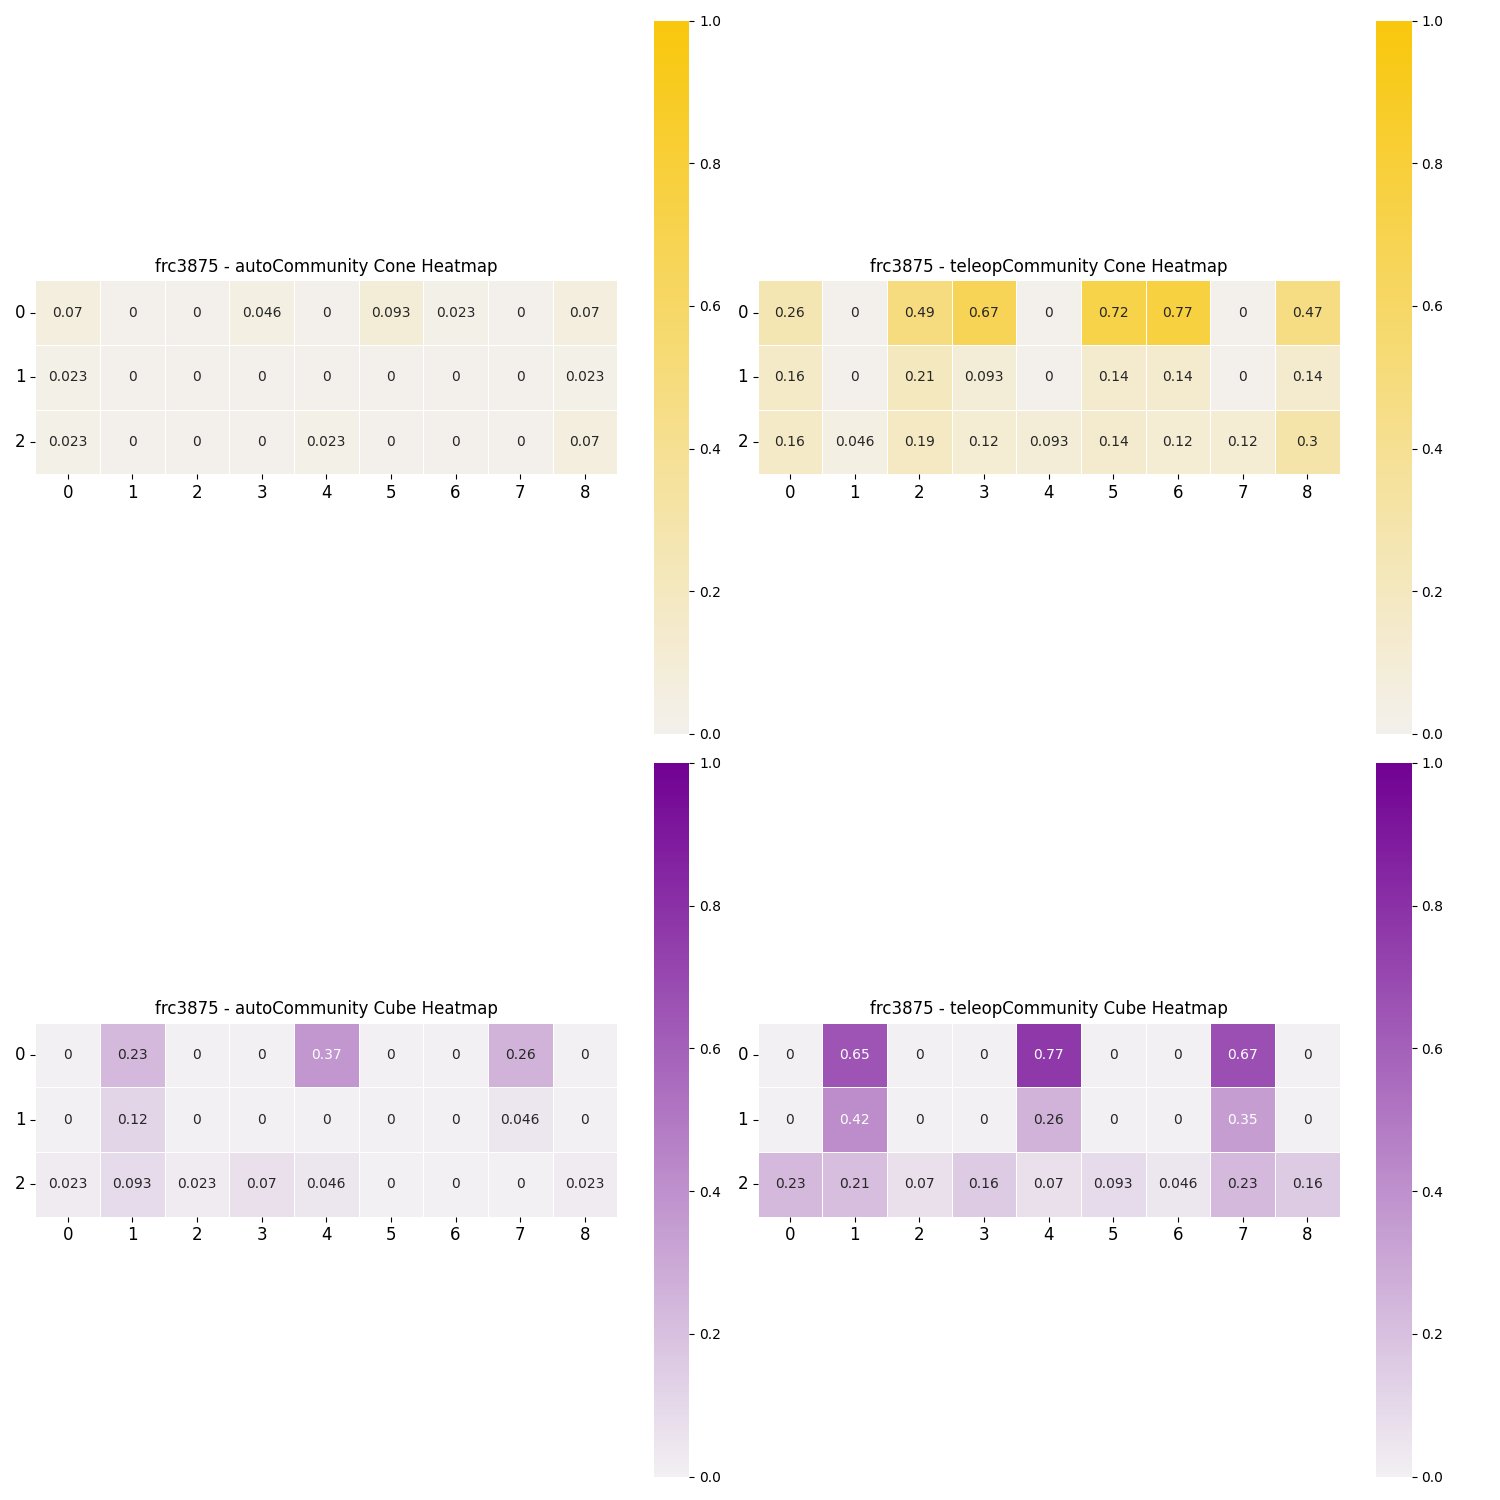 frc3875 - autoCommunity Cone Heatmap
0 0.07 0 0 0.046 0 0.093 0.023 0 0.07
1 0.023 0 0 0 0 0 0 0 0.023
2 0.023 0 0 0 0.023 0 0 0 0.07
0 1 2 3 4 5 6 7 8
1.0
0.8
0.6
0.4
0.2
0.0
frc3875 - teleopCommunity Cone Heatmap
0 0.26 0 0.49 0.67 0 0.72 0.77 0 0.47
1 0.16 0 0.21 0.093 0 0.14 0.14 0 0.14
2 0.16 0.046 0.19 0.12 0.093 0.14 0.12 0.12 0.3
0 1 2 3 4 5 6 7 8
1.0
0.8
0.6
0.4
0.2
0.0
frc3875 - autoCommunity Cube Heatmap
0 0 0.23 0 0 0.37 0 0 0.26 0
1 0 0.12 0 0 0 0 0 0.046 0
2 0.023 0.093 0.023 0.07 0.046 0 0 0 0.023
0 1 2 3 4 5 6 7 8
1.0
0.8
0.6
0.4
0.2
0.0
frc3875 - teleopCommunity Cube Heatmap
0 0 0.65 0 0 0.77 0 0 0.67 0
1 0 0.42 0 0 0.26 0 0 0.35 0
2 0.23 0.21 0.07 0.16 0.07 0.093 0.046 0.23 0.16
0 1 2 3 4 5 6 7 8
1.0
0.8
0.6
0.4
0.2
0.0